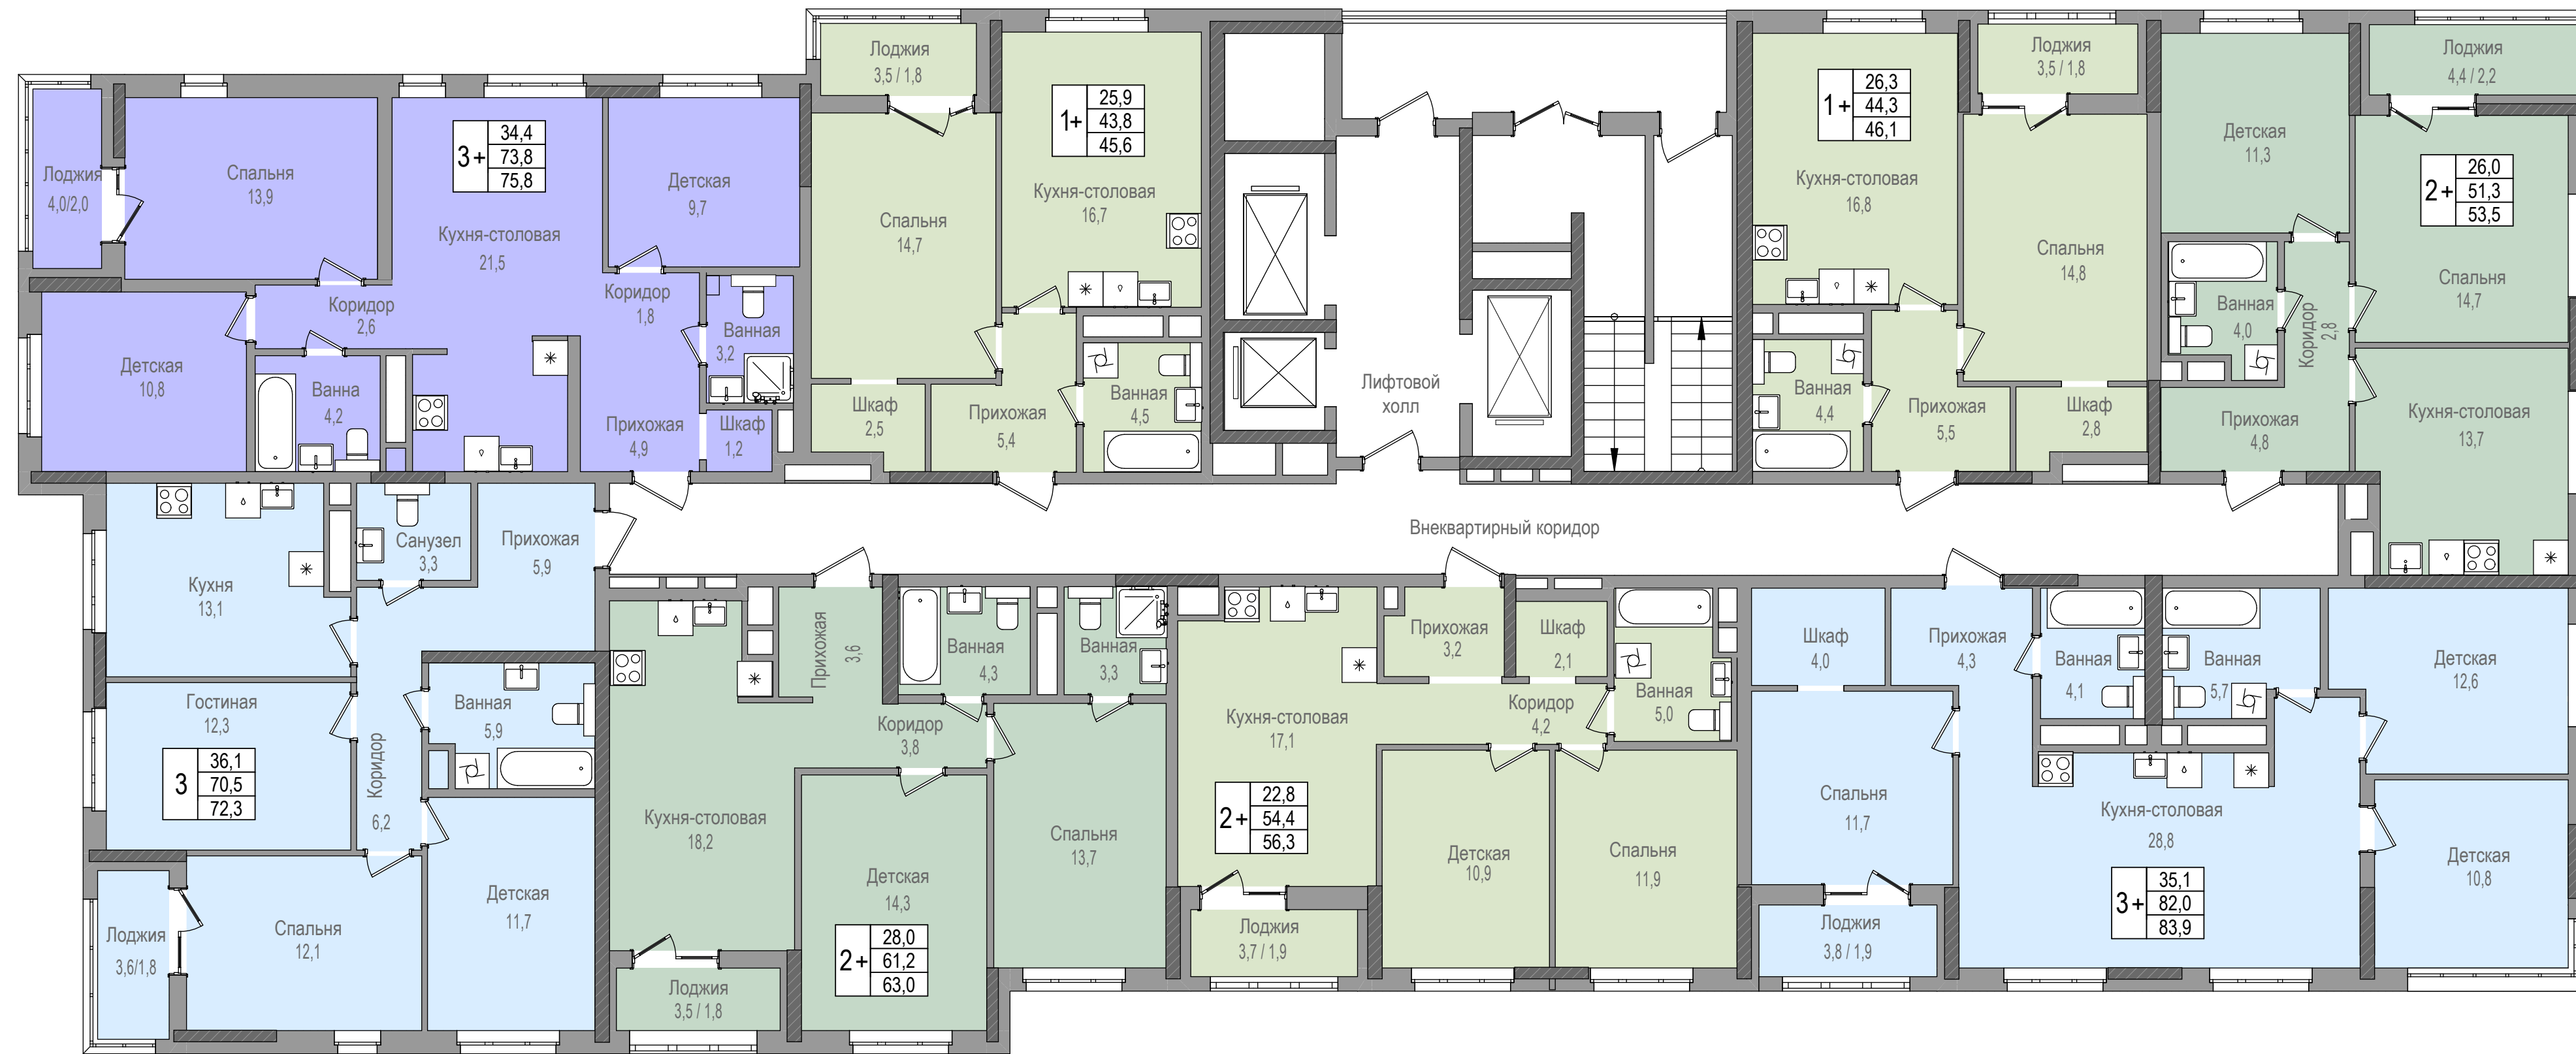 Лоджия
4,0/2,0
Спальня
13,9
3+
34,4
73,8
75,8
Кухня-столовая
21,5
Детская
9,7
Коридор
2,6
Коридор
1,8
Детская
10,8
Ванна
4,2
Ванная
3,2
Прихожая
4,9
Шкаф
1,2
Лоджия
3,5 / 1,8
Спальня
14,7
1+
25,9
43,8
45,6
Кухня-столовая
16,7
Шкаф
2,5
Прихожая
5,4
Ванная
4,5
Лифтовой
холл
1+
26,3
44,3
46,1
Кухня-столовая
16,8
Лоджия
3,5 / 1,8
Спальня
14,8
Ванная
4,4
Прихожая
5,5
Шкаф
2,8
Детская
11,3
Лоджия
4,4 / 2,2
2+
26,0
51,3
53,5
Спальня
14,7
Ванная
4,0
Коридор
2,8
Прихожая
4,8
Кухня-столовая
13,7
Внеквартирный коридор
Кухня
13,1
Санузел
3,3
Прихожая
5,9
Гостиная
12,3
3
36,1
70,5
72,3
Коридор
6,2
Ванная
5,9
Лоджия
3,6/1,8
Спальня
12,1
Детская
11,7
Прихожая
3,6
Ванная
4,3
Ванная
3,3
Коридор
3,8
Кухня-столовая
18,2
Детская
14,3
2+
28,0
61,2
63,0
Спальня
13,7
Лоджия
3,5 / 1,8
Прихожая
3,2
Шкаф
2,1
Ванная
5,0
Коридор
4,2
Кухня-столовая
17,1
2+
22,8
54,4
56,3
Детская
10,9
Спальня
11,9
Лоджия
3,7 / 1,9
Шкаф
4,0
Прихожая
4,3
Ванная
4,1
Ванная
5,7
Детская
12,6
Спальня
11,7
Кухня-столовая
28,8
3+
35,1
82,0
83,9
Детская
10,8
Лоджия
3,8 / 1,9